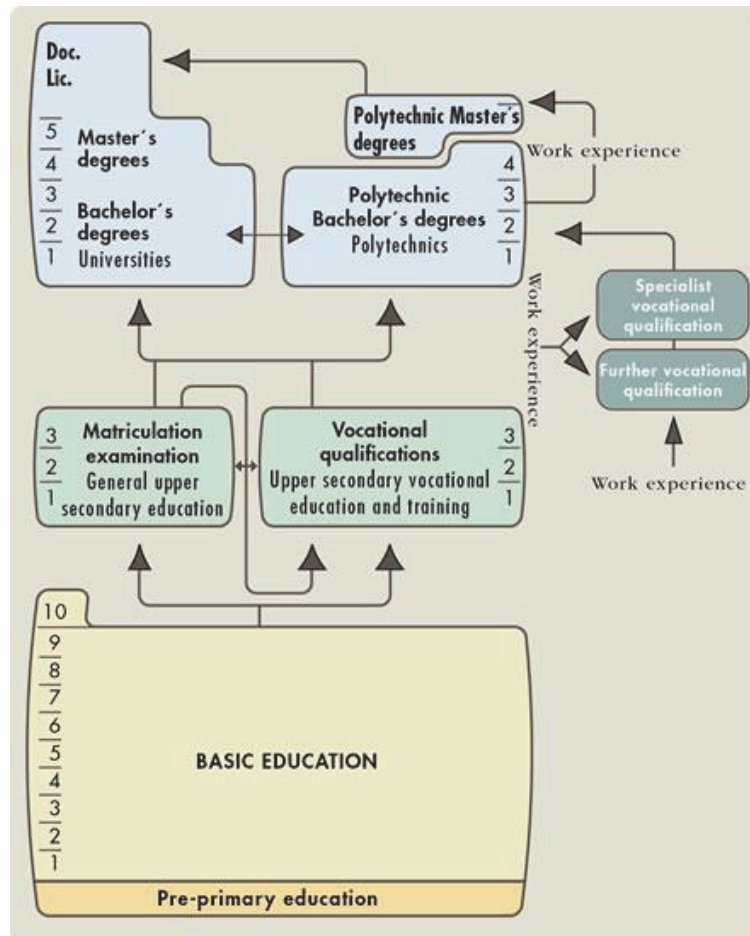 Doc.
Lic.
5
4
3
2
1
Master´s
degrees
Bachelor´s
degrees
Universities
Polytechnic Master´s
degrees
Work experience
Polytechnic
Bachelor´s degrees
Polytechnics
4
3
2
1
Work experience
Specialist
vocational
qualification
Further vocational
qualification
Work experience
3
2
1
Matriculation
examination
General upper
secondary education
Vocational
qualifications
Upper secondary vocational
education and training
3
2
1
10
9
8
7
6
5
4
3
2
1
BASIC EDUCATION
Pre-primary education